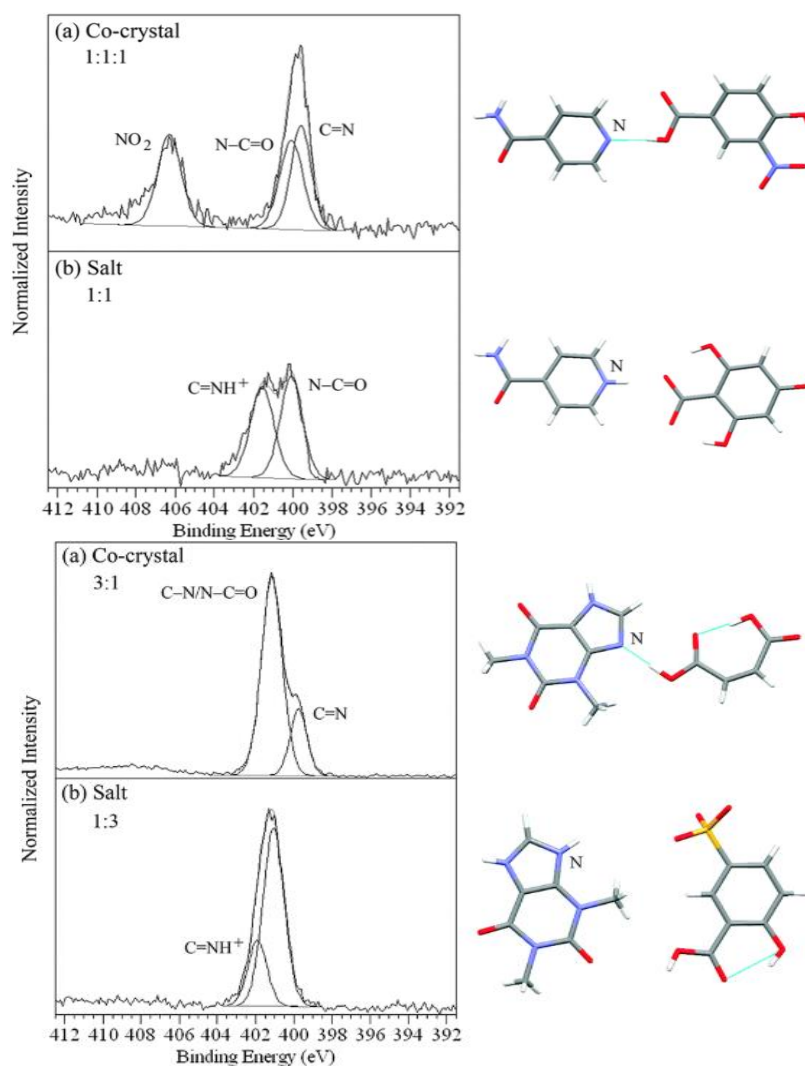 (a) Co-crystal
1:1:1
NO2
N–C=O
C=N
N
(b) Salt
1:1
C=NH+
N–C=O
N
Normalized Intensity
412 410 408 406 404 402 400 398 396 394 392
Binding Energy (eV)
(a) Co-crystal
3:1
C–N/N–C=O
C=N
N
(b) Salt
1:3
C=NH+
N
Normalized Intensity
412 410 408 406 404 402 400 398 396 394 392
Binding Energy (eV)